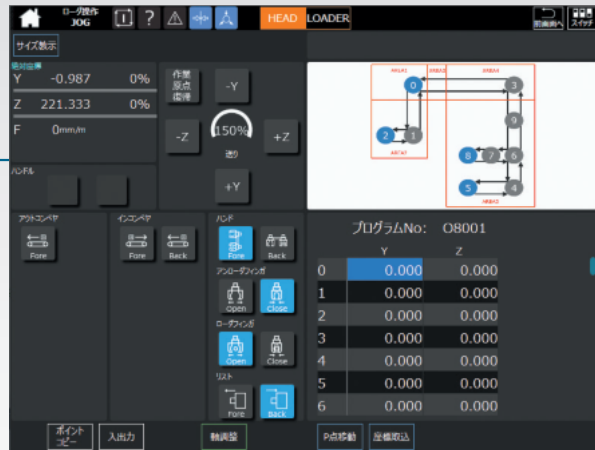 ローダ操作
JOG
?
HEAD
LOADER
前画面へ
スイッチ
サイズ教示
絶対座標
Y -0.987 0%
Z 221.333 0%
F 0mm/m
作業
原点
復帰
-Y
-Z
150%
送り
+Z
+Y
ハンドル
AREA1
AREA3
AREA4
0
3
9
2
1
8
7
6
5
4
アウトコンベヤ
Fore
インコンベヤ
Fore
Back
ハンド
Fore
Back
アンローダフィンガ
Open
Close
ローダフィンガ
Open
Close
リスト
Fore
Back
プログラムNo: O8001
Y Z
0 0.000 0.000
1 0.000 0.000
2 0.000 0.000
3 0.000 0.000
4 0.000 0.000
5 0.000 0.000
6 0.000 0.000
ポイント
コピー
入出力
軸調整
P点移動
座標取込